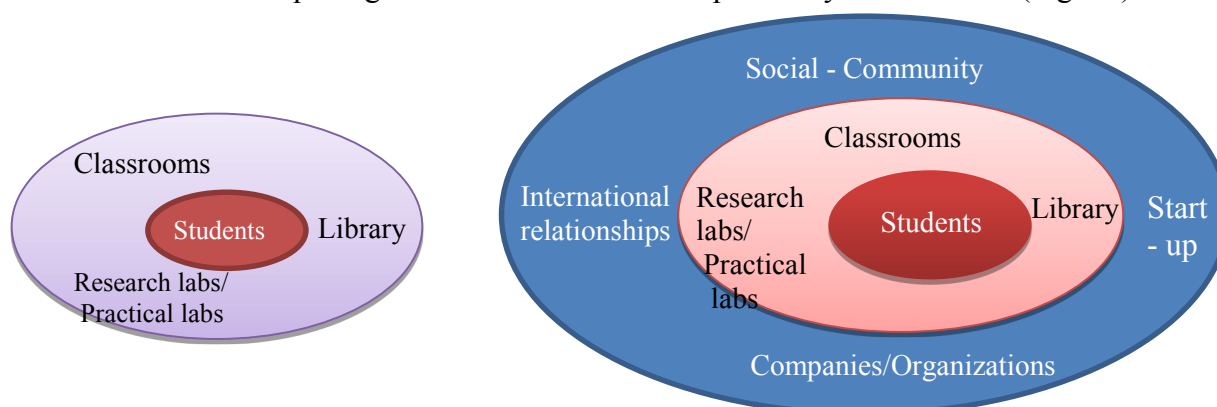 Social - Community
Classrooms
Students
Library
Research labs/
Practical labs
Classrooms
International
relationships
Research
labs/
Practical
labs
Students
Library
Start
- up
Companies/Organizations